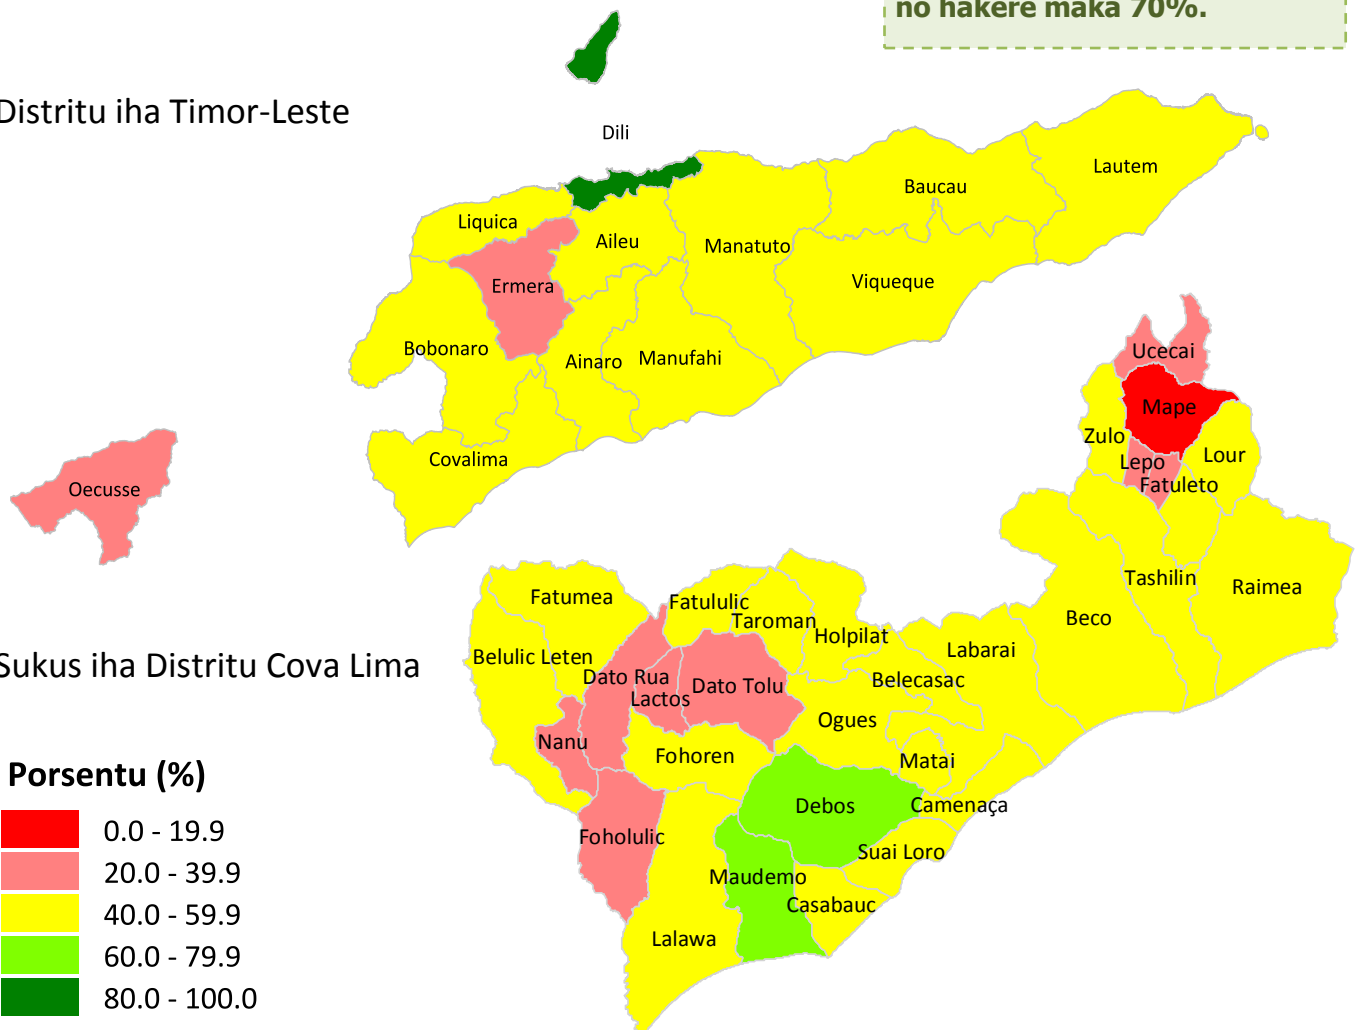 no hakerе maka 70%.
Distritu iha Timor-Leste
Dili
Lautem
Baucau
Liquica
Aileu
Manatuto
Viqueque
Ermera
Bobonaro
Ainaro
Manufahi
Covalima
Oecusse
Ucecai
Mape
Zulo
Lour
Lepo
Fatuleto
Tashilin
Raimea
Beco
Fatumea
Fatululic
Taroman
Holpilat
Labarai
Belulic Leten
Sukus iha Distritu Cova Lima
Dato Rua
Lactos
Dato Tolu
Belecasac
Ogues
Nanu
Fohoren
Matai
Debos
Camenaça
Foholulic
Suai Loro
Maudemo
Casabauc
Lalawa
Porsentu (%)
0.0 - 19.9
20.0 - 39.9
40.0 - 59.9
60.0 - 79.9
80.0 - 100.0